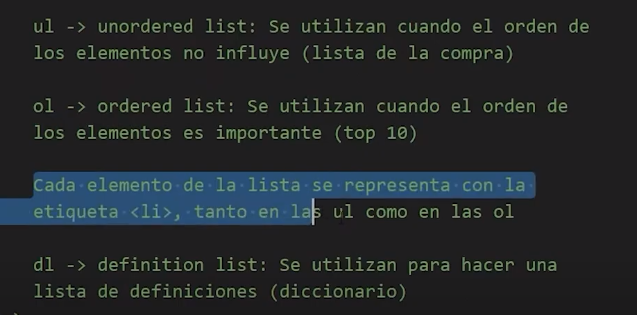 ul -> unordered list: Se utilizan cuando el orden de
los elementos no influye (lista de la compra)
ol -> ordered list: Se utilizan cuando el orden de
los elementos es importante (top 10)
Cada elemento de la lista se representa con la
etiqueta <li>, tanto en las ul como en las ol
dl -> definition list: Se utilizan para hacer una
lista de definiciones (diccionario)